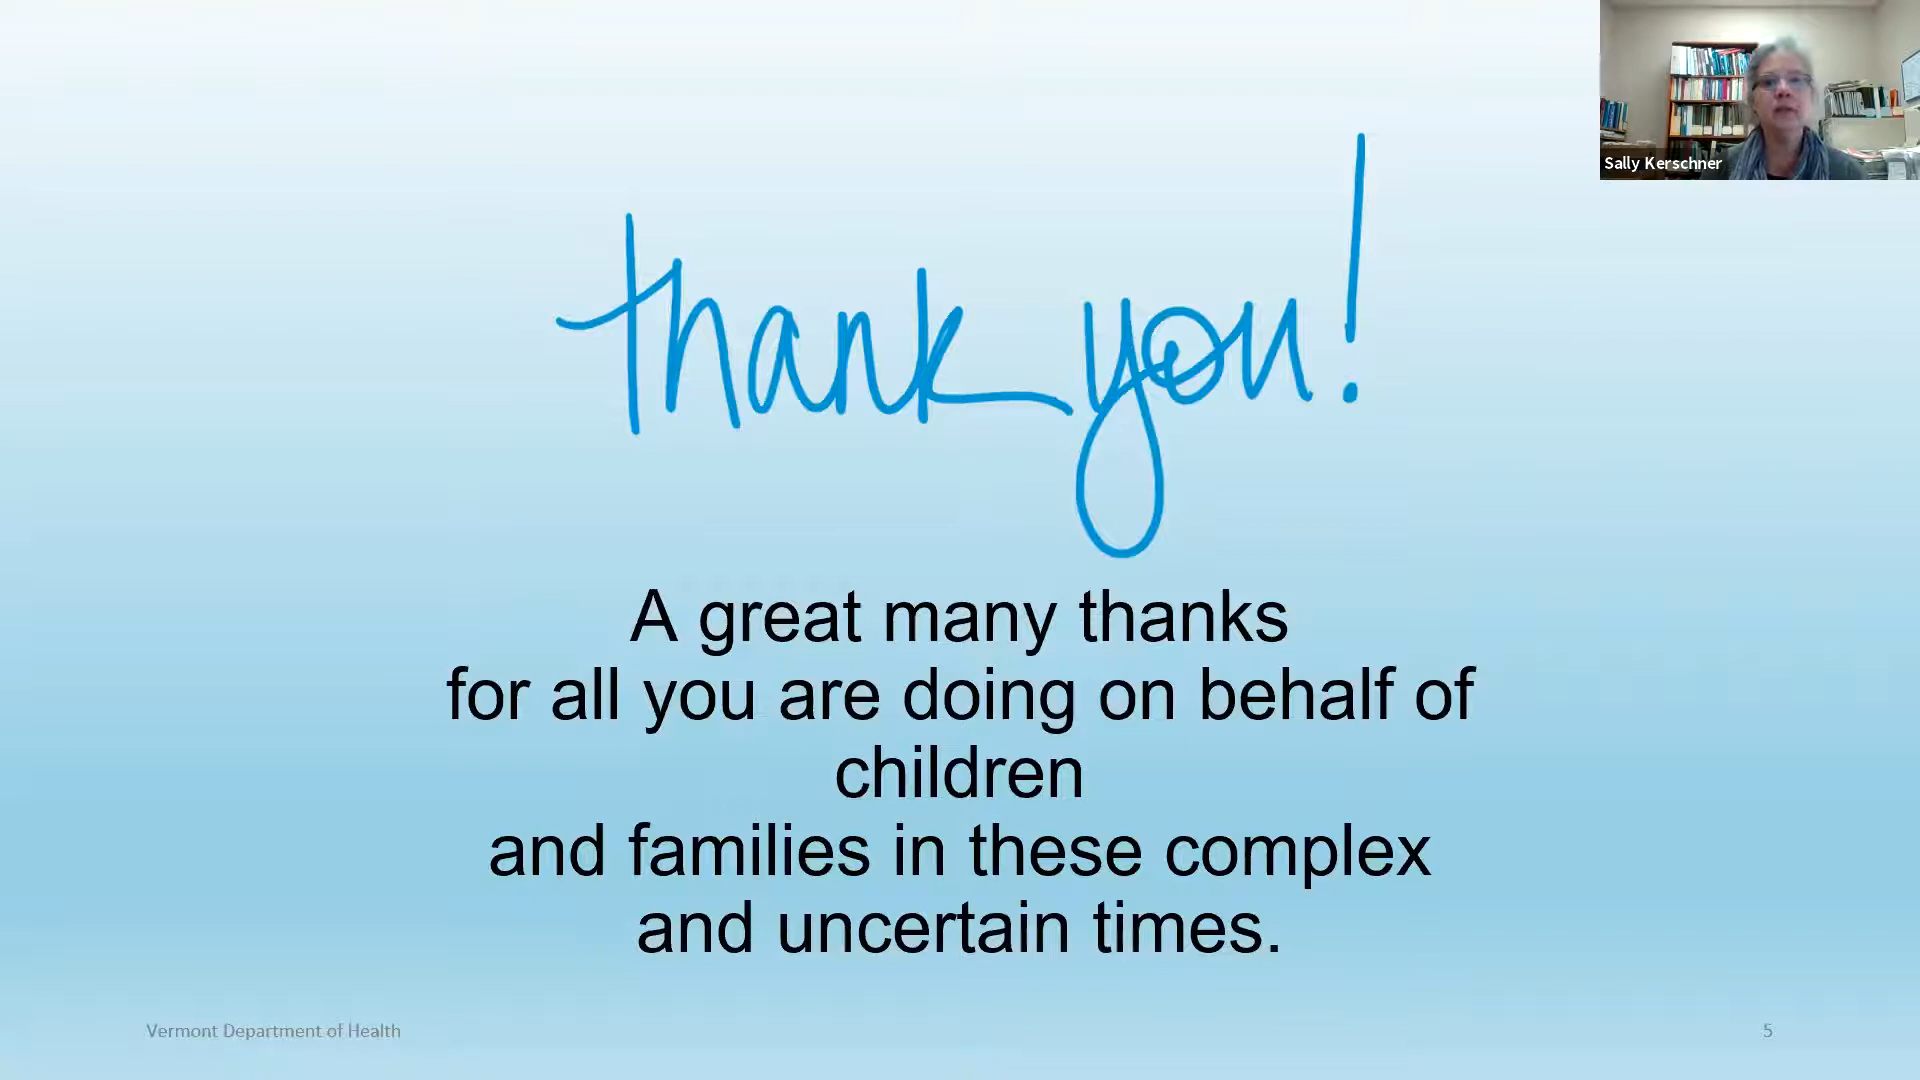 Sally Kerschner
thank you!
A great many thanks
for all you are doing on behalf of
children
and families in these complex
and uncertain times.
Vermont Department of Health
5